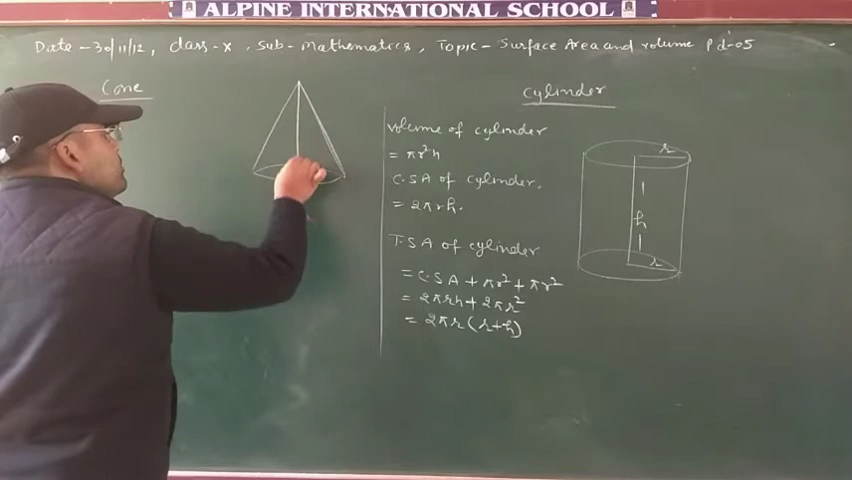 ALPINE INTERNATIONAL SCHOOL
Date - 30/11/12, class-x, Sub-Mathematics, Topic - Surface Area and volume Pd-05
Cone
cylinder
volume of cylinder
= πr²h
C.S.A of cylinder.
= 2πrh.
T.S.A of cylinder
= C.S.A + πr² + πr²
= 2πrh + 2πr²
= 2πr(r+h)
r
h
r